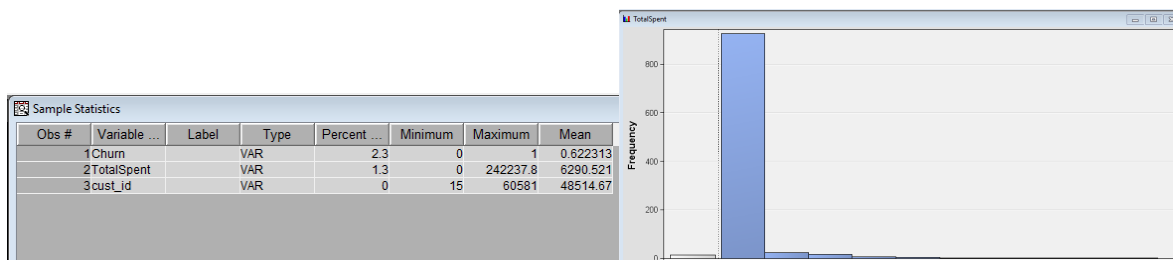 TotalSpent
800
600
400
200
0
Frequency
Sample Statistics
Obs # Variable ... Label Type Percent ... Minimum Maximum Mean
1 Churn VAR 2.3 0 1 0.622313
2 TotalSpent VAR 1.3 0 242237.8 6290.521
3 cust_id VAR 0 15 60581 48514.67